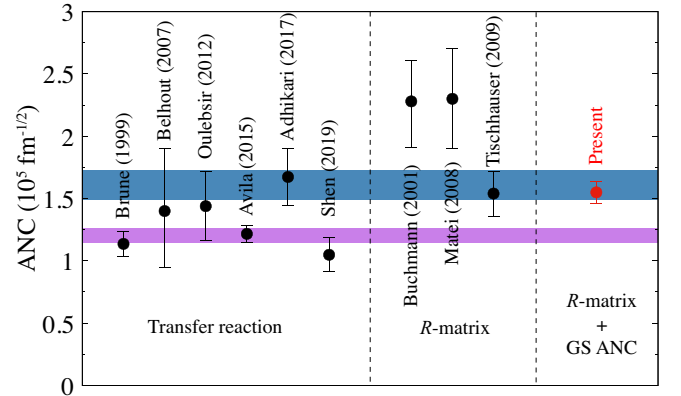 3
2.5
2
1.5
1
0.5
0
ANC (10⁵ fm⁻¹ᐟ²)
Brune (1999)
Belhout (2007)
Oulebsir (2012)
Avila (2015)
Adhikari (2017)
Shen (2019)
Buchmann (2001)
Matei (2008)
Tischhauser (2009)
Present
Transfer reaction
R-matrix
R-matrix
+
GS ANC